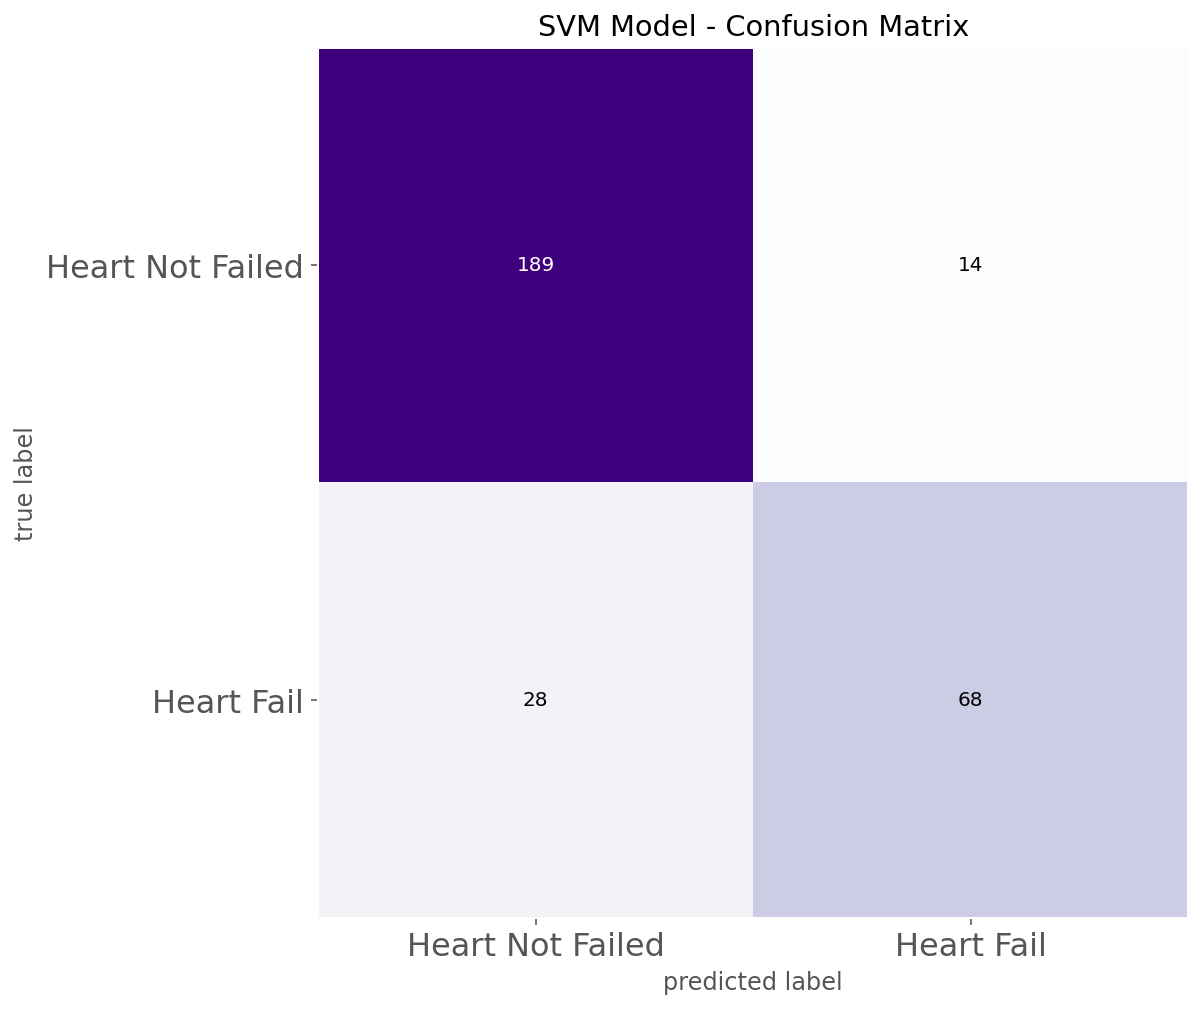 SVM Model - Confusion Matrix
Heart Not Failed
189
14
true label
Heart Fail
28
68
Heart Not Failed
Heart Fail
predicted label